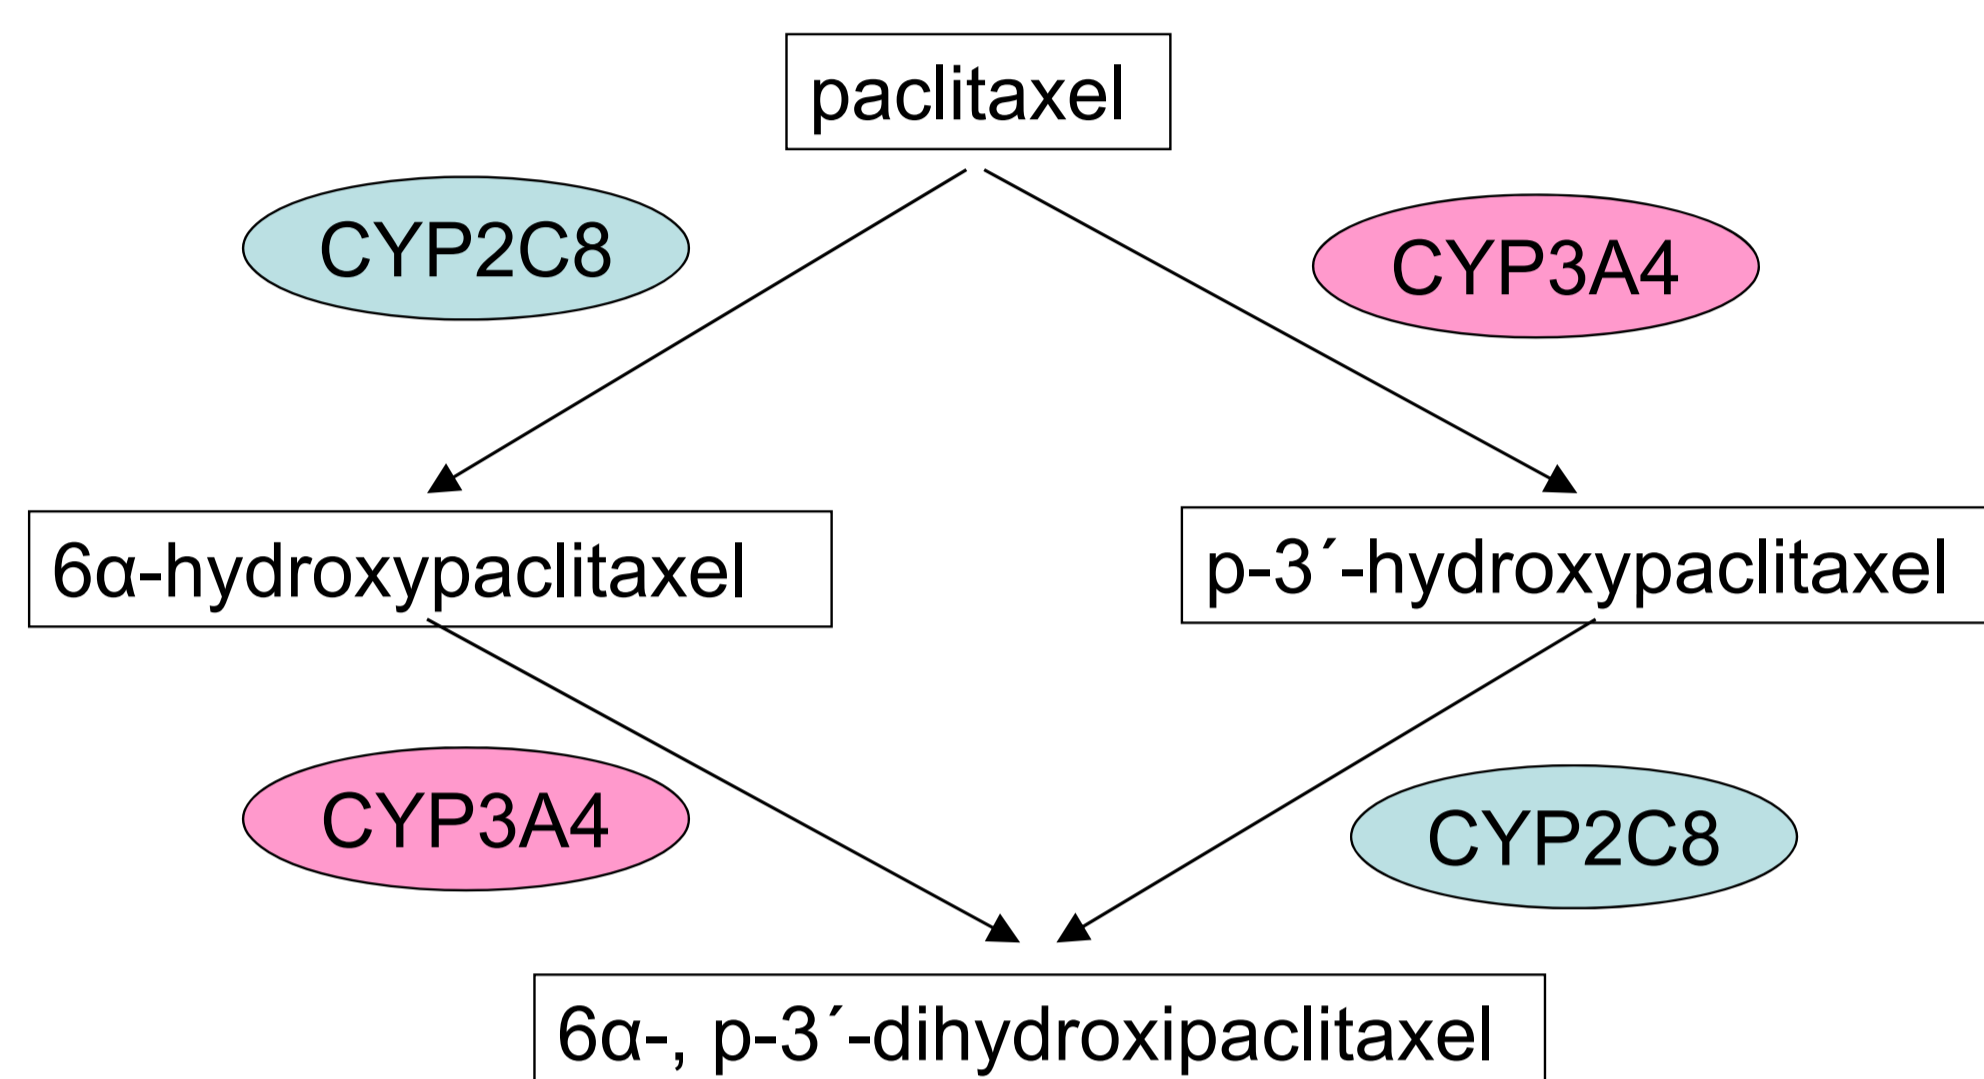 paclitaxel
CYP2C8
CYP3A4
6α-hydroxypaclitaxel
p-3´-hydroxypaclitaxel
CYP3A4
CYP2C8
6α-, p-3´-dihydroxipaclitaxel